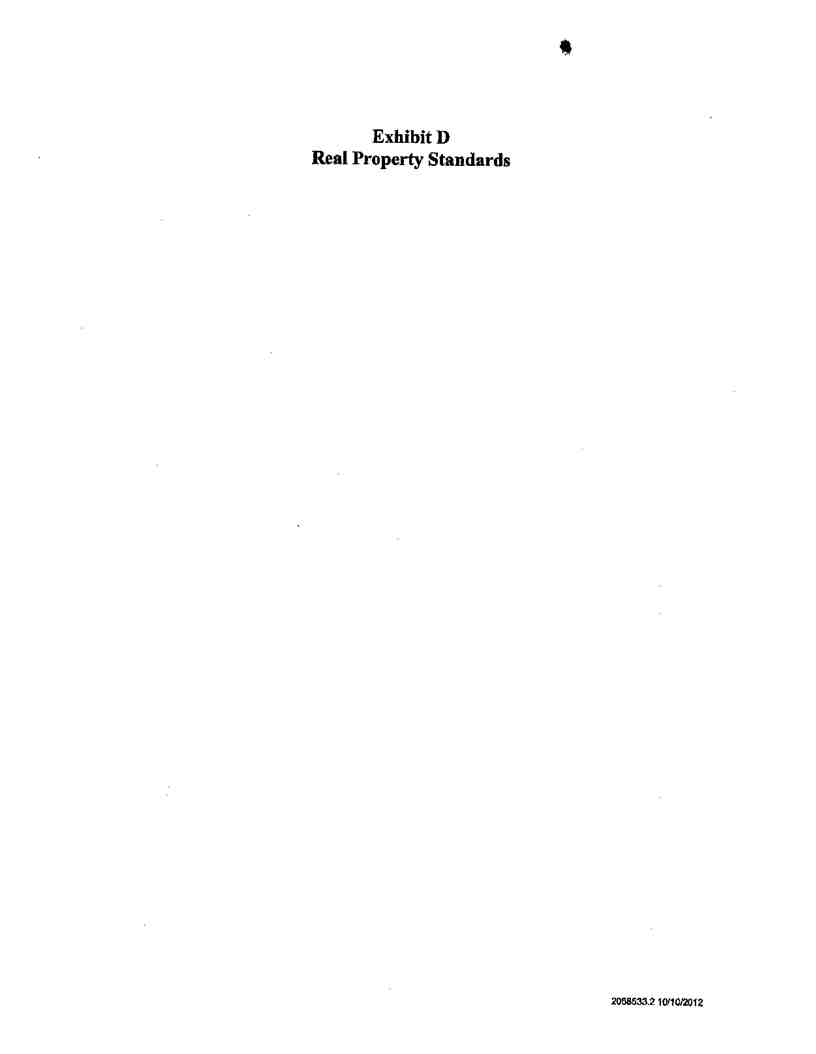 Exhibit D
Real Property Standards
2058533.2 10/10/2012